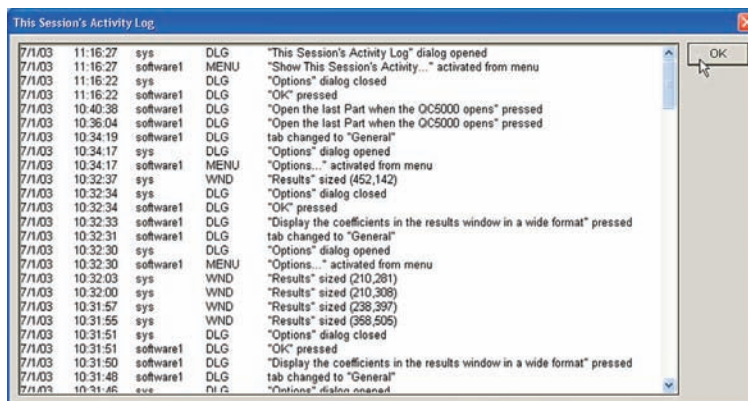 This Session's Activity Log
OK
7/1/03 11:16:27 sys DLG "This Session's Activity Log" dialog opened
7/1/03 11:16:27 software1 MENU "Show This Session's Activity..." activated from menu
7/1/03 11:16:22 sys DLG "Options" dialog closed
7/1/03 11:16:22 software1 DLG "OK" pressed
7/1/03 10:40:38 software1 DLG "Open the last Part when the QC5000 opens" pressed
7/1/03 10:36:04 software1 DLG "Open the last Part when the QC5000 opens" pressed
7/1/03 10:34:19 software1 DLG tab changed to "General"
7/1/03 10:34:17 sys DLG "Options" dialog opened
7/1/03 10:34:17 software1 MENU "Options..." activated from menu
7/1/03 10:32:37 sys WND "Results" sized (452,142)
7/1/03 10:32:34 sys DLG "Options" dialog closed
7/1/03 10:32:34 software1 DLG "OK" pressed
7/1/03 10:32:33 software1 DLG "Display the coefficients in the results window in a wide format" pressed
7/1/03 10:32:31 software1 DLG tab changed to "General"
7/1/03 10:32:30 sys DLG "Options" dialog opened
7/1/03 10:32:30 software1 MENU "Options..." activated from menu
7/1/03 10:32:03 sys WND "Results" sized (210,281)
7/1/03 10:32:00 sys WND "Results" sized (210,308)
7/1/03 10:31:57 sys WND "Results" sized (238,397)
7/1/03 10:31:55 sys WND "Results" sized (358,505)
7/1/03 10:31:51 sys DLG "Options" dialog closed
7/1/03 10:31:51 software1 DLG "OK" pressed
7/1/03 10:31:50 software1 DLG "Display the coefficients in the results window in a wide format" pressed
7/1/03 10:31:48 software1 DLG tab changed to "General"
7/1/03 10:31:46 sys DLG "Options" dialog opened